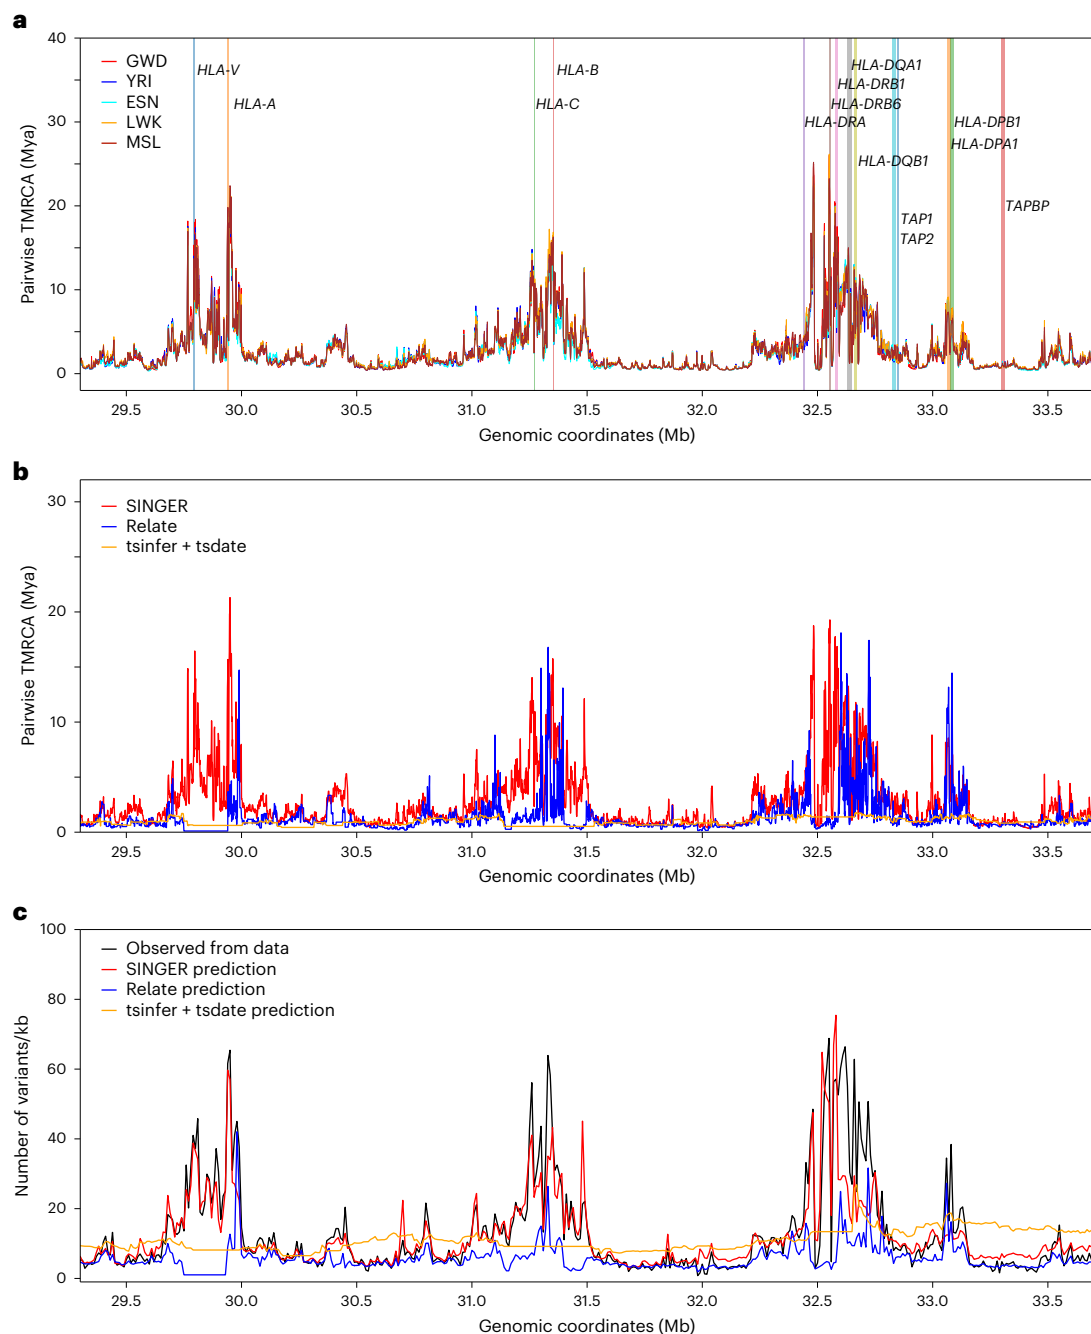 a
40
30
20
10
0
Pairwise TMRCA (Mya)
GWD
YRI
ESN
LWK
MSL
HLA-V
HLA-A
HLA-B
HLA-C
HLA-DQA1
HLA-DRB1
HLA-DRB6
HLA-DRA
HLA-DQB1
TAP1
TAP2
HLA-DPB1
HLA-DPA1
TAPBP
29.5 30.0 30.5 31.0 31.5 32.0 32.5 33.0 33.5
Genomic coordinates (Mb)
b
30
20
10
0
Pairwise TMRCA (Mya)
SINGER
Relate
tsinfer + tsdate
29.5 30.0 30.5 31.0 31.5 32.0 32.5 33.0 33.5
Genomic coordinates (Mb)
c
100
80
60
40
20
0
Number of variants/kb
Observed from data
SINGER prediction
Relate prediction
tsinfer + tsdate prediction
29.5 30.0 30.5 31.0 31.5 32.0 32.5 33.0 33.5
Genomic coordinates (Mb)